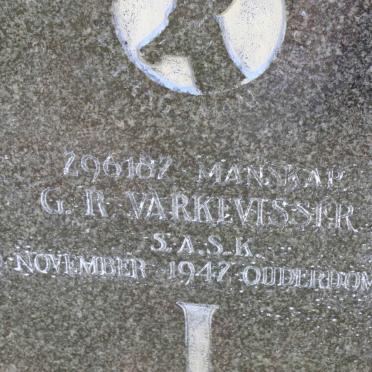 296187 MANSKAP
G. R. VARKEVISSER
S.A.S.K.
NOVEMBER 1947 OUDERDOM